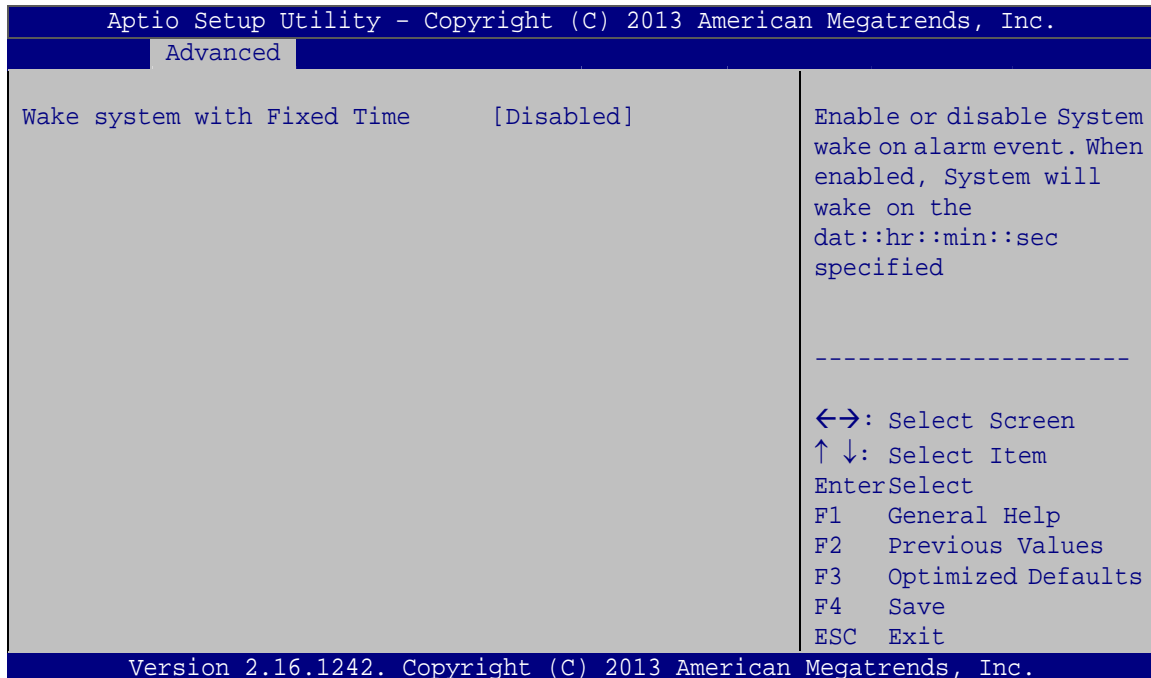 Aptio Setup Utility – Copyright (C) 2013 American Megatrends, Inc.
Advanced
Wake system with Fixed Time [Disabled]
Enable or disable System
wake on alarm event. When
enabled, System will
wake on the
dat::hr::min::sec
specified
----------------------
←→: Select Screen
↑ ↓: Select Item
EnterSelect
F1 General Help
F2 Previous Values
F3 Optimized Defaults
F4 Save
ESC Exit
Version 2.16.1242. Copyright (C) 2013 American Megatrends, Inc.